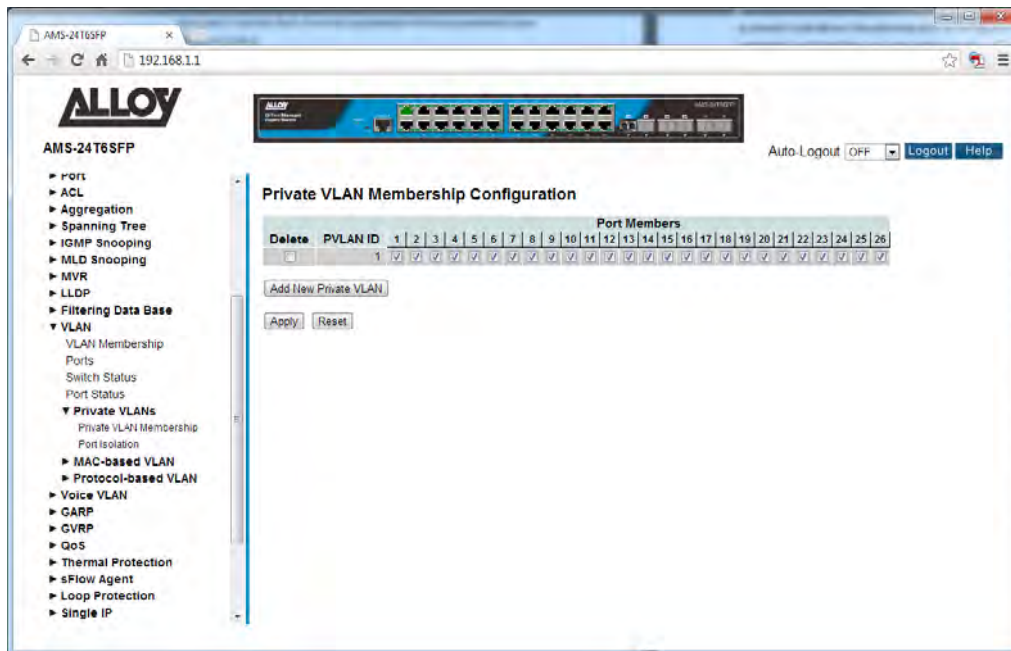 AMS-24T6SFP
192.168.1.1
ALLOY
ALLOY
AMS-24T6SFP
Auto-Logout OFF Logout Help
Port
ACL
Aggregation
Spanning Tree
IGMP Snooping
MLD Snooping
MVR
LLDP
Filtering Data Base
VLAN
VLAN Membership
Ports
Switch Status
Port Status
Private VLANs
Private VLAN Membership
Port Isolation
MAC-based VLAN
Protocol-based VLAN
Voice VLAN
GARP
GVRP
QoS
Thermal Protection
sFlow Agent
Loop Protection
Single IP
Private VLAN Membership Configuration
Port Members
Delete PVLAN ID 1 2 3 4 5 6 7 8 9 10 11 12 13 14 15 16 17 18 19 20 21 22 23 24 25 26
1
Add New Private VLAN
Apply Reset